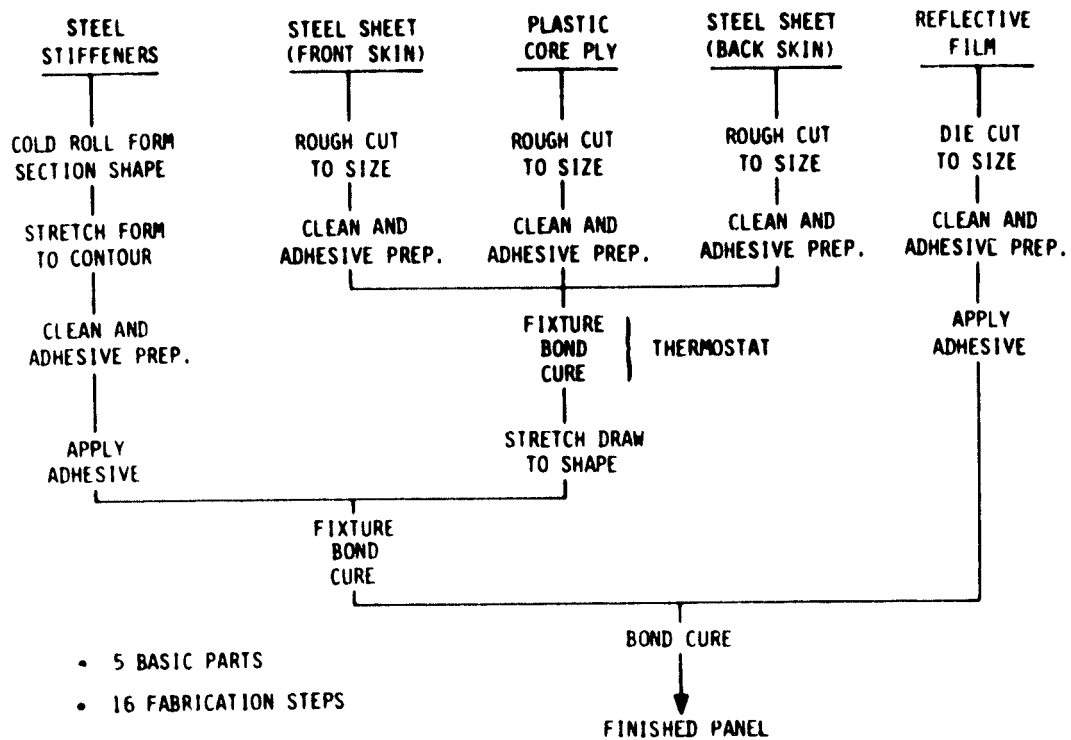 STEEL
STIFFENERS
STEEL SHEET
(FRONT SKIN)
PLASTIC
CORE PLY
STEEL SHEET
(BACK SKIN)
REFLECTIVE
FILM
COLD ROLL FORM
SECTION SHAPE
ROUGH CUT
TO SIZE
ROUGH CUT
TO SIZE
ROUGH CUT
TO SIZE
DIE CUT
TO SIZE
STRETCH FORM
TO CONTOUR
CLEAN AND
ADHESIVE PREP.
CLEAN AND
ADHESIVE PREP.
CLEAN AND
ADHESIVE PREP.
CLEAN AND
ADHESIVE PREP.
CLEAN AND
ADHESIVE PREP.
FIXTURE
BOND
CURE
THERMOSTAT
APPLY
ADHESIVE
APPLY
ADHESIVE
STRETCH DRAW
TO SHAPE
FIXTURE
BOND
CURE
BOND CURE
• 5 BASIC PARTS
• 16 FABRICATION STEPS
FINISHED PANEL